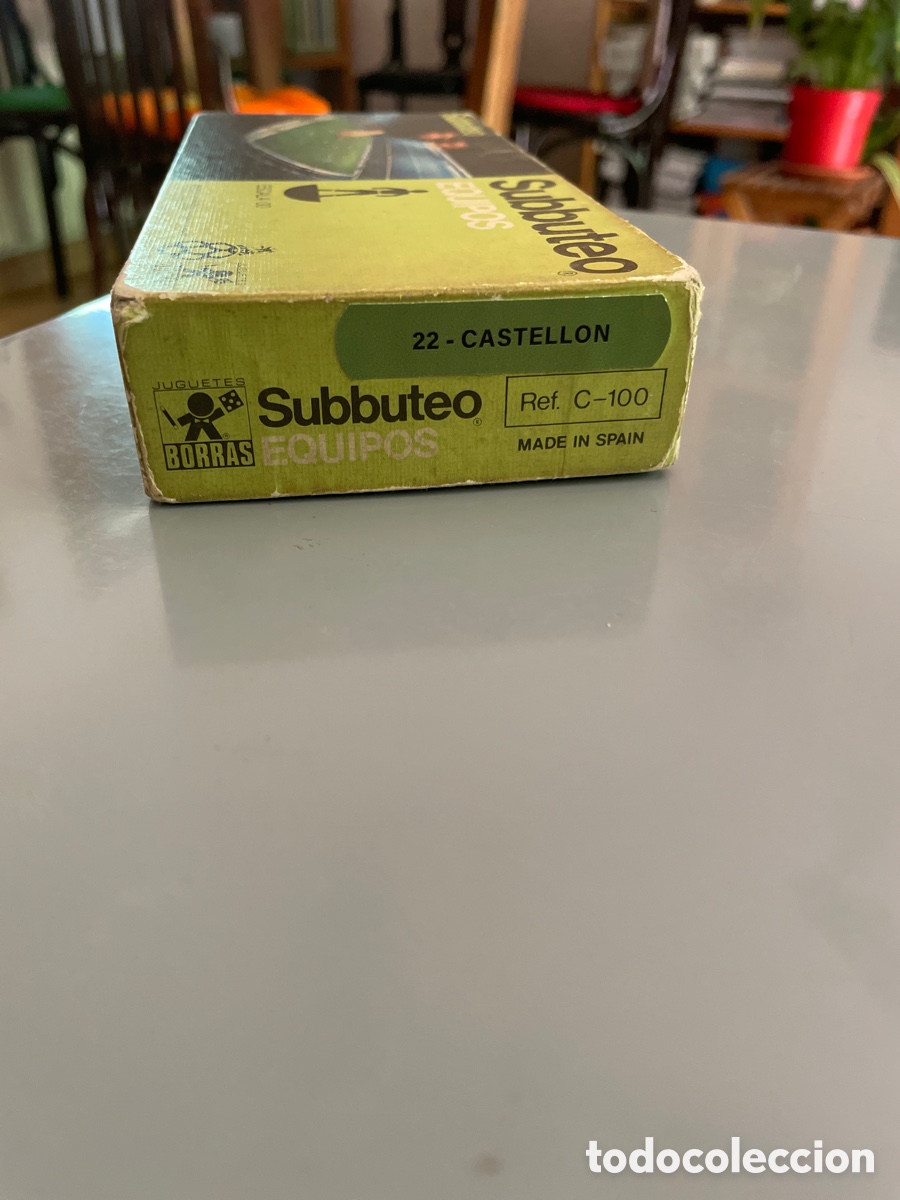 Subbuteo
EQUIPOS
22 - CASTELLON
JUGUETES
BORRAS
Subbuteo
EQUIPOS
Ref. C-100
MADE IN SPAIN
todocoleccion